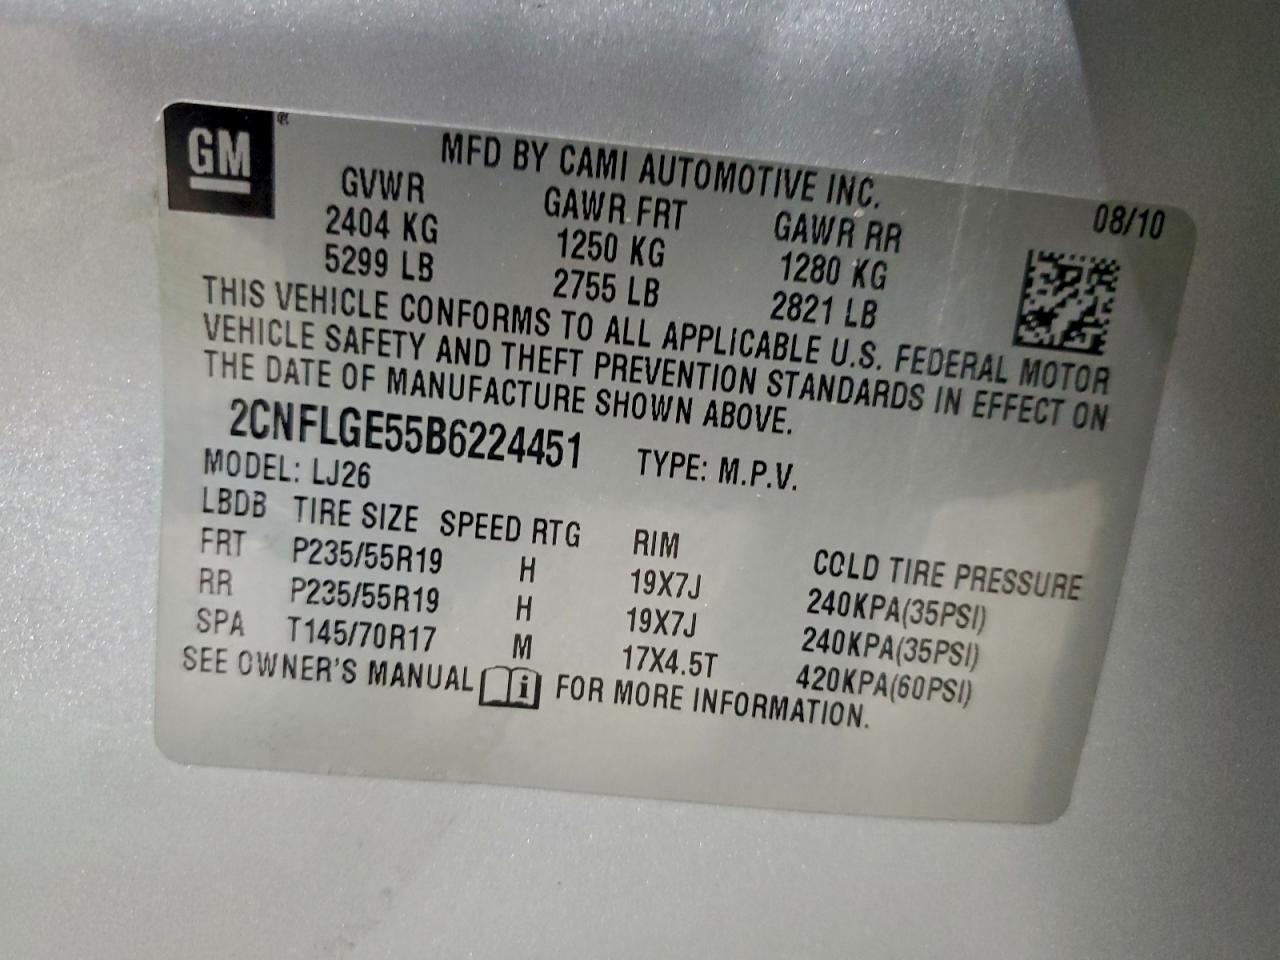 GM ®
MFD BY CAMI AUTOMOTIVE INC.
GVWR GAWR FRT GAWR RR 08/10
2404 KG 1250 KG 1280 KG
5299 LB 2755 LB 2821 LB
THIS VEHICLE CONFORMS TO ALL APPLICABLE U.S. FEDERAL MOTOR
VEHICLE SAFETY AND THEFT PREVENTION STANDARDS IN EFFECT ON
THE DATE OF MANUFACTURE SHOWN ABOVE.
2CNFLGE55B6224451 TYPE: M.P.V.
MODEL: LJ26
LBDB TIRE SIZE SPEED RTG RIM COLD TIRE PRESSURE
FRT P235/55R19 H 19X7J 240KPA(35PSI)
RR P235/55R19 H 19X7J 240KPA(35PSI)
SPA T145/70R17 M 17X4.5T 420KPA(60PSI)
SEE OWNER'S MANUAL i FOR MORE INFORMATION.